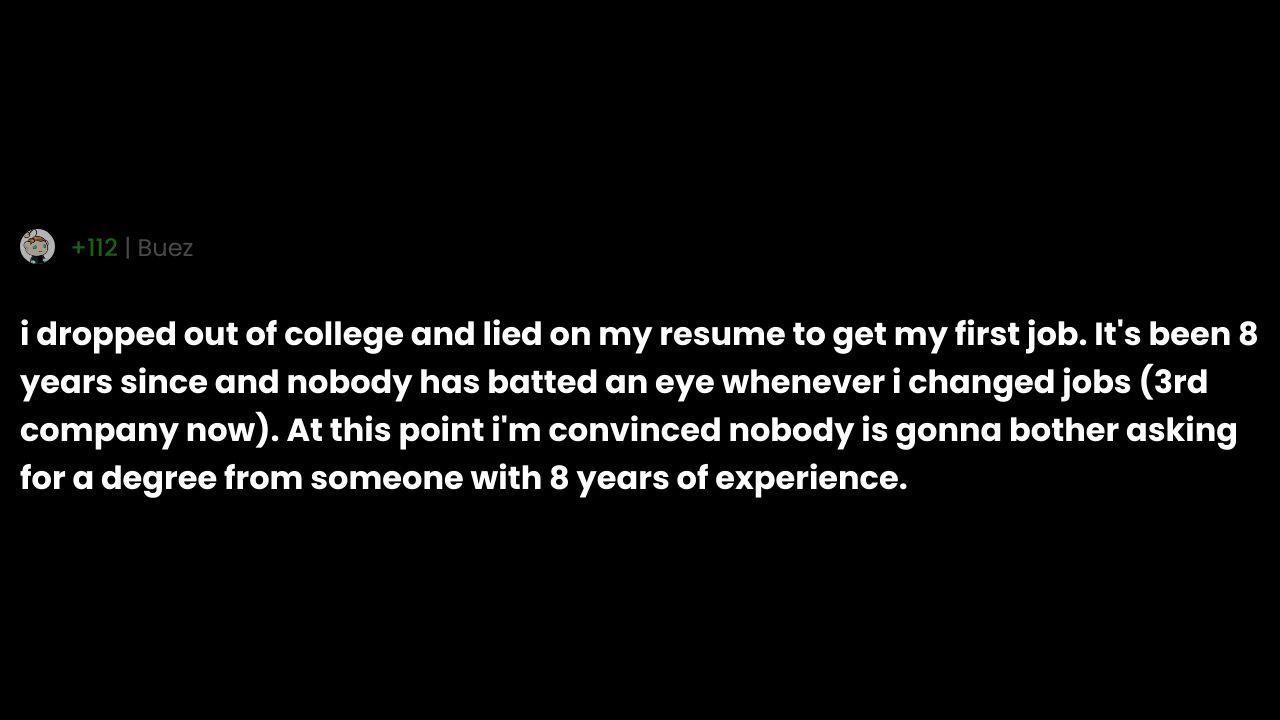 +112 | Buez
i dropped out of college and lied on my resume to get my first job. It's been 8
years since and nobody has batted an eye whenever i changed jobs (3rd
company now). At this point i'm convinced nobody is gonna bother asking
for a degree from someone with 8 years of experience.